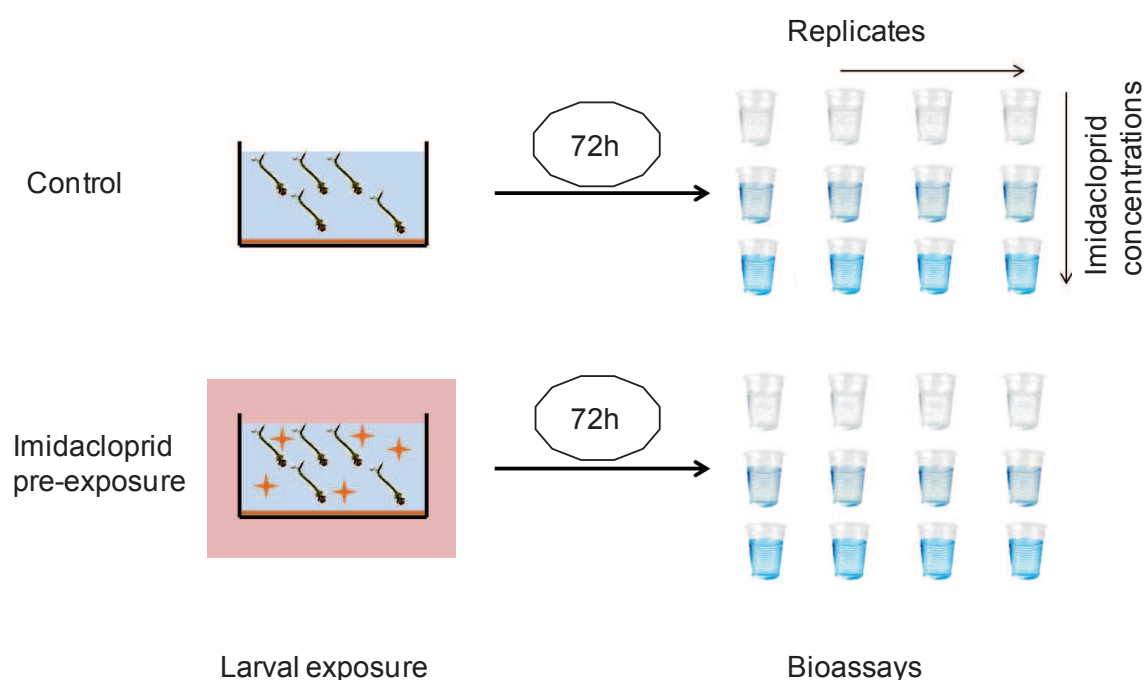 Replicates
Control
72h
Imidacloprid
concentrations
Imidacloprid
pre-exposure
72h
Larval exposure
Bioassays